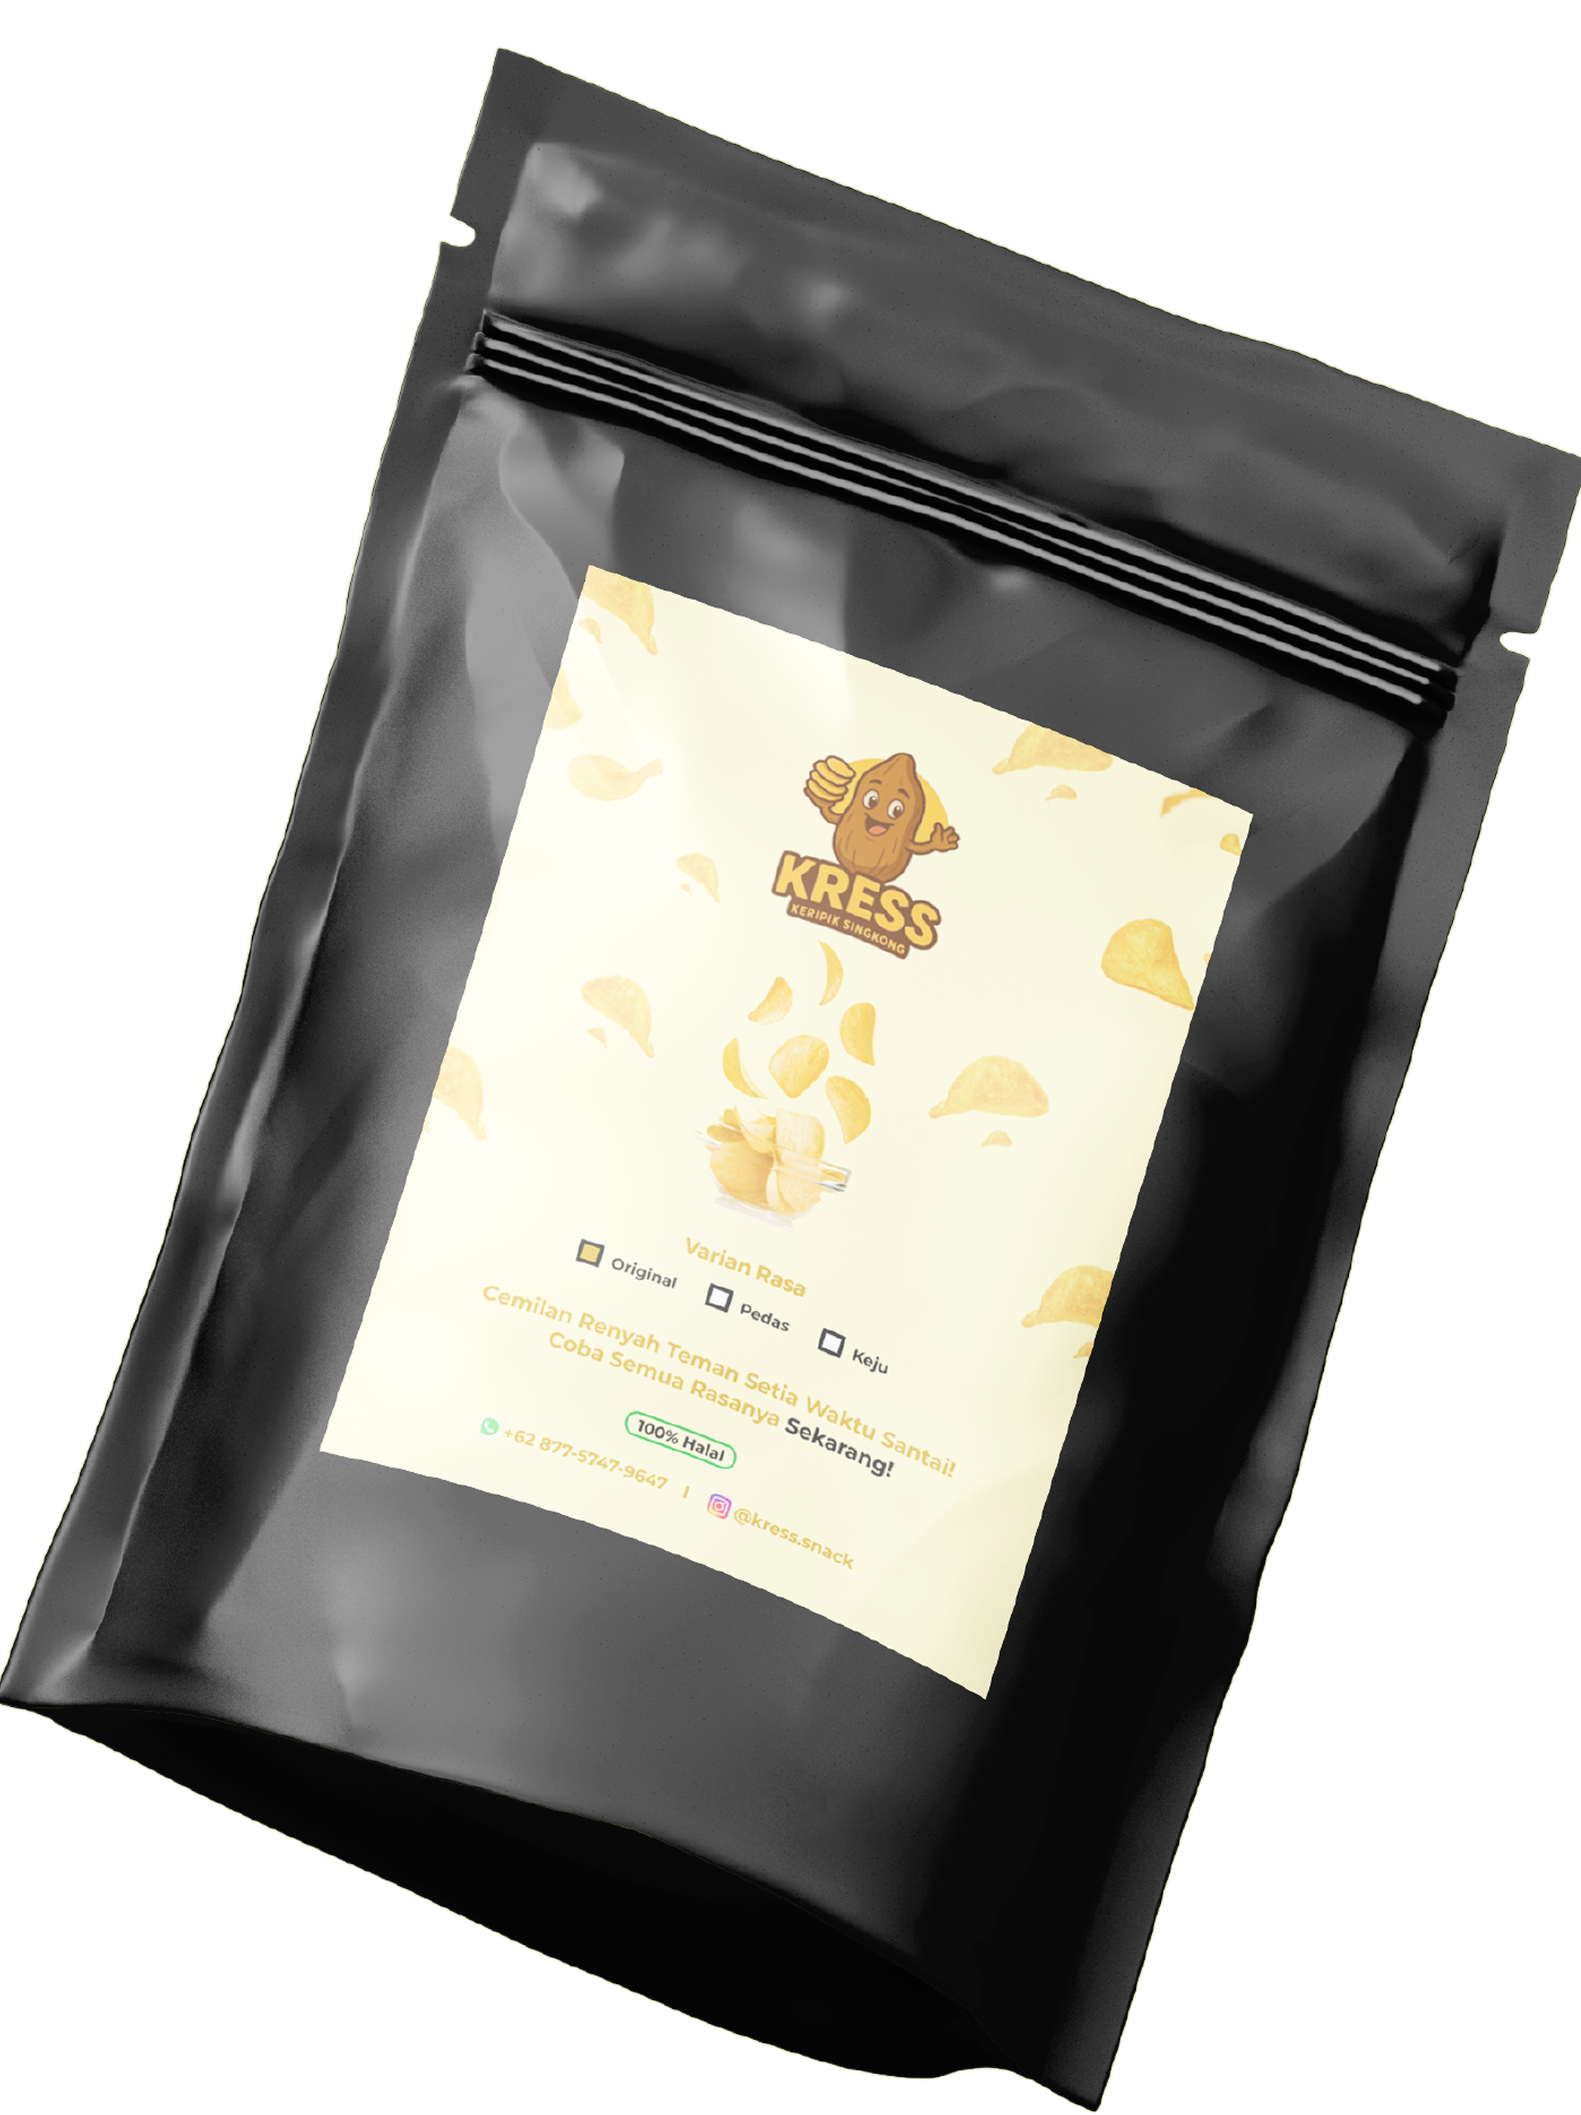 KRESS
KERIPIK SINGKONG
Varian Rasa
Original
Pedas
Keju
Cemilan Renyah Teman Setia Waktu Santai!
Coba Semua Rasanya Sekarang!
100% Halal
+62 877-5747-9647 | @kress.snack